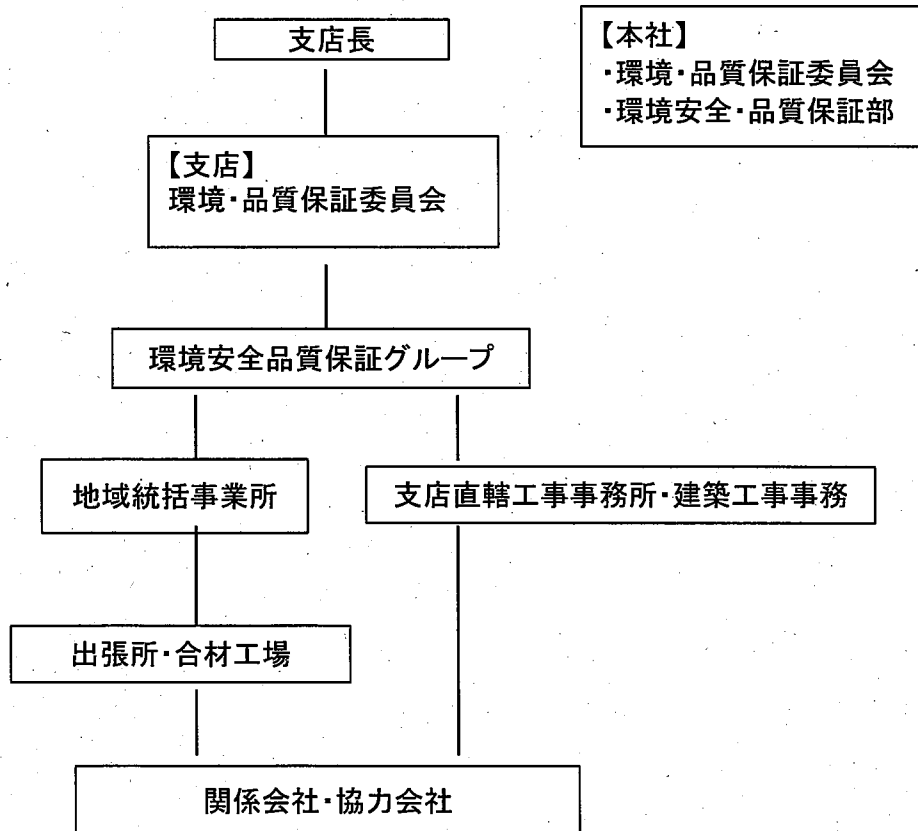 支店長
【本社】
・環境・品質保証委員会
・環境安全・品質保証部
【支店】
環境・品質保証委員会
環境安全品質保証グループ
地域統括事業所
支店直轄工事事務所・建築工事事務
出張所・合材工場
関係会社・協力会社